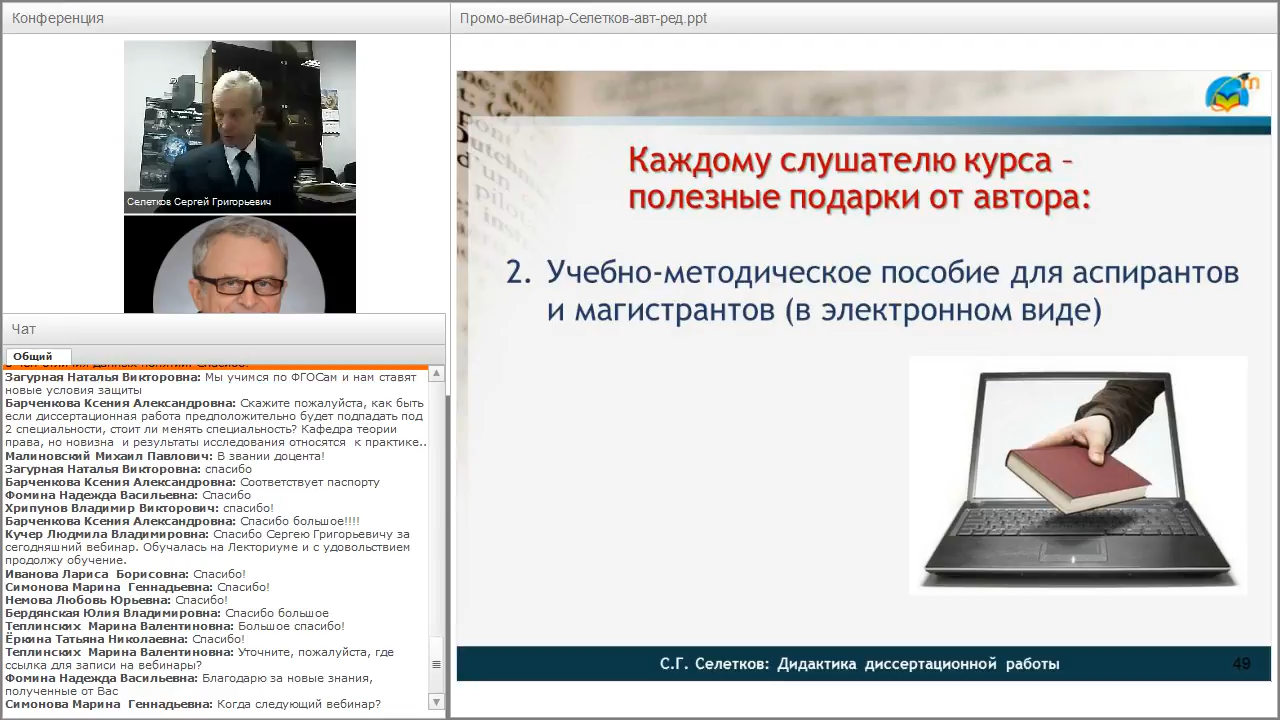 Конференция
Промо-вебинар-Селетков-авт-ред.ppt
Селетков Сергей Григорьевич
Чат
Общий
Загурная Наталья Викторовна: Мы учимся по ФГОСам и нам ставят
новые условия защиты
Барченкова Ксения Александровна: Скажите пожалуйста, как быть
если диссертационная работа предположительно будет подпадать под
2 специальности, стоит ли менять специальность? Кафедра теории
права, но новизна и результаты исследования относятся к практике..
Малиновский Михаил Павлович: В звании доцента!
Загурная Наталья Викторовна: спасибо
Барченкова Ксения Александровна: Соответствует паспорту
Фомина Надежда Васильевна: Спасибо
Хрипунов Владимир Викторович: спасибо!
Барченкова Ксения Александровна: Спасибо большое!!!!
Кучер Людмила Владимировна: Спасибо Сергею Григорьевичу за
сегодняшний вебинар. Обучалась на Лекториуме и с удовольствием
продолжу обучение.
Иванова Лариса Борисовна: Спасибо!
Симонова Марина Геннадьевна: Спасибо!
Немова Любовь Юрьевна: Спасибо!
Бердянская Юлия Владимировна: Спасибо большое
Теплинских Марина Валентиновна: Большое спасибо!
Ёркина Татьяна Николаевна: Спасибо!
Теплинских Марина Валентиновна: Уточните, пожалуйста, где
ссылка для записи на вебинары?
Фомина Надежда Васильевна: Благодарю за новые знания,
полученные от Вас
Симонова Марина Геннадьевна: Когда следующий вебинар?
Каждому слушателю курса –
полезные подарки от автора:
2. Учебно-методическое пособие для аспирантов
и магистрантов (в электронном виде)
С.Г. Селетков: Дидактика диссертационной работы
49